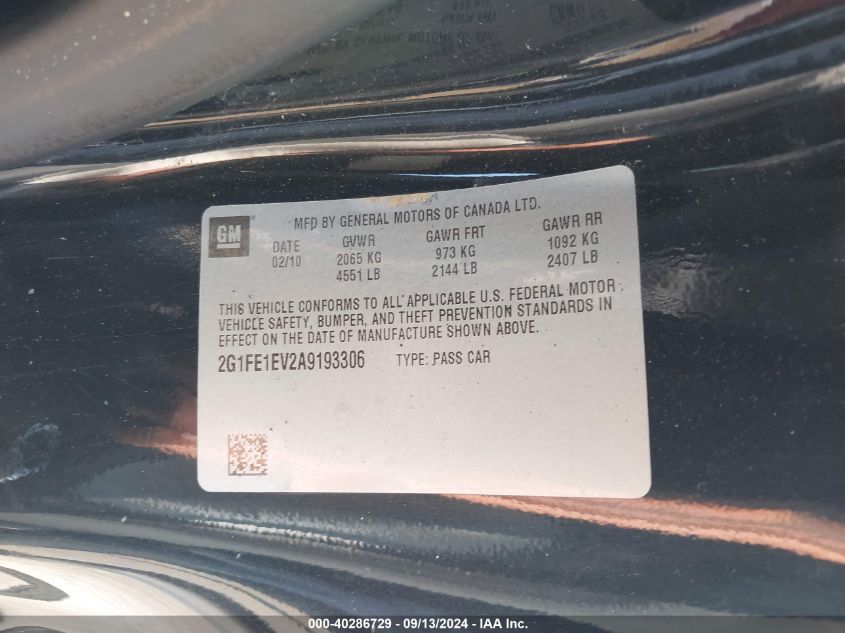 GM
MFD BY GENERAL MOTORS OF CANADA LTD.
DATE GVWR GAWR FRT GAWR RR
02/10 2065 KG 973 KG 1092 KG
4551 LB 2144 LB 2407 LB
THIS VEHICLE CONFORMS TO ALL APPLICABLE U.S. FEDERAL MOTOR
VEHICLE SAFETY, BUMPER, AND THEFT PREVENTION STANDARDS IN
EFFECT ON THE DATE OF MANUFACTURE SHOWN ABOVE.
2G1FE1EV2A9193306 TYPE: PASS CAR
000-40286729 - 09/13/2024 - IAA Inc.